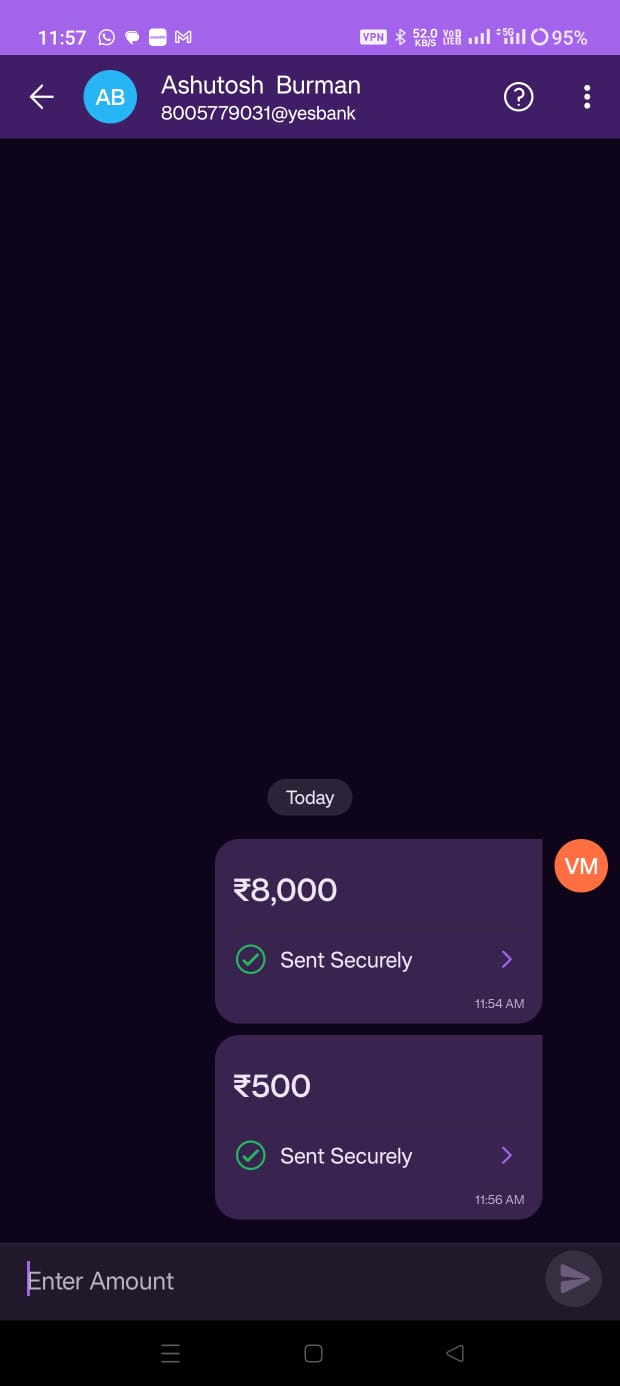 11:57 VPN 52.0 KB/S Vo LTE 5G 95%
AB
Ashutosh Burman
8005779031@yesbank
?
Today
VM
₹8,000
Sent Securely
11:54 AM
₹500
Sent Securely
11:56 AM
Enter Amount